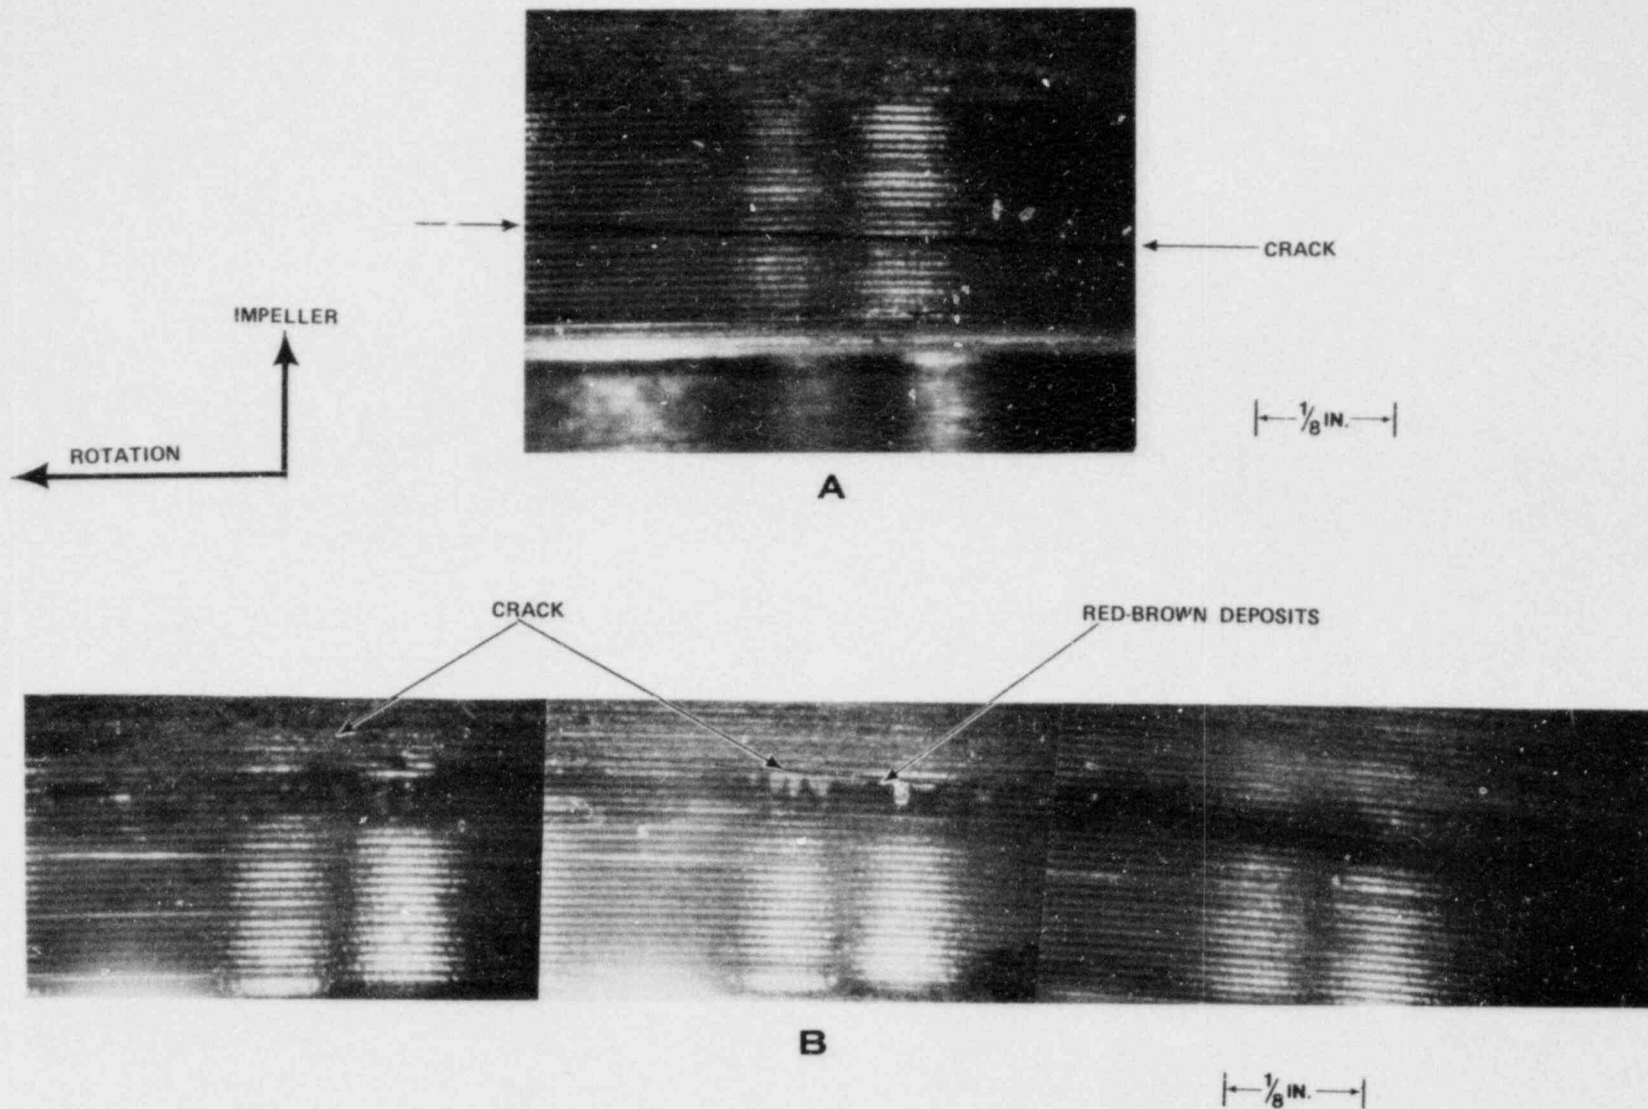 CRACK
IMPELLER
ROTATION
1/8 IN.
A
CRACK
RED-BROWN DEPOSITS
B
1/8 IN.